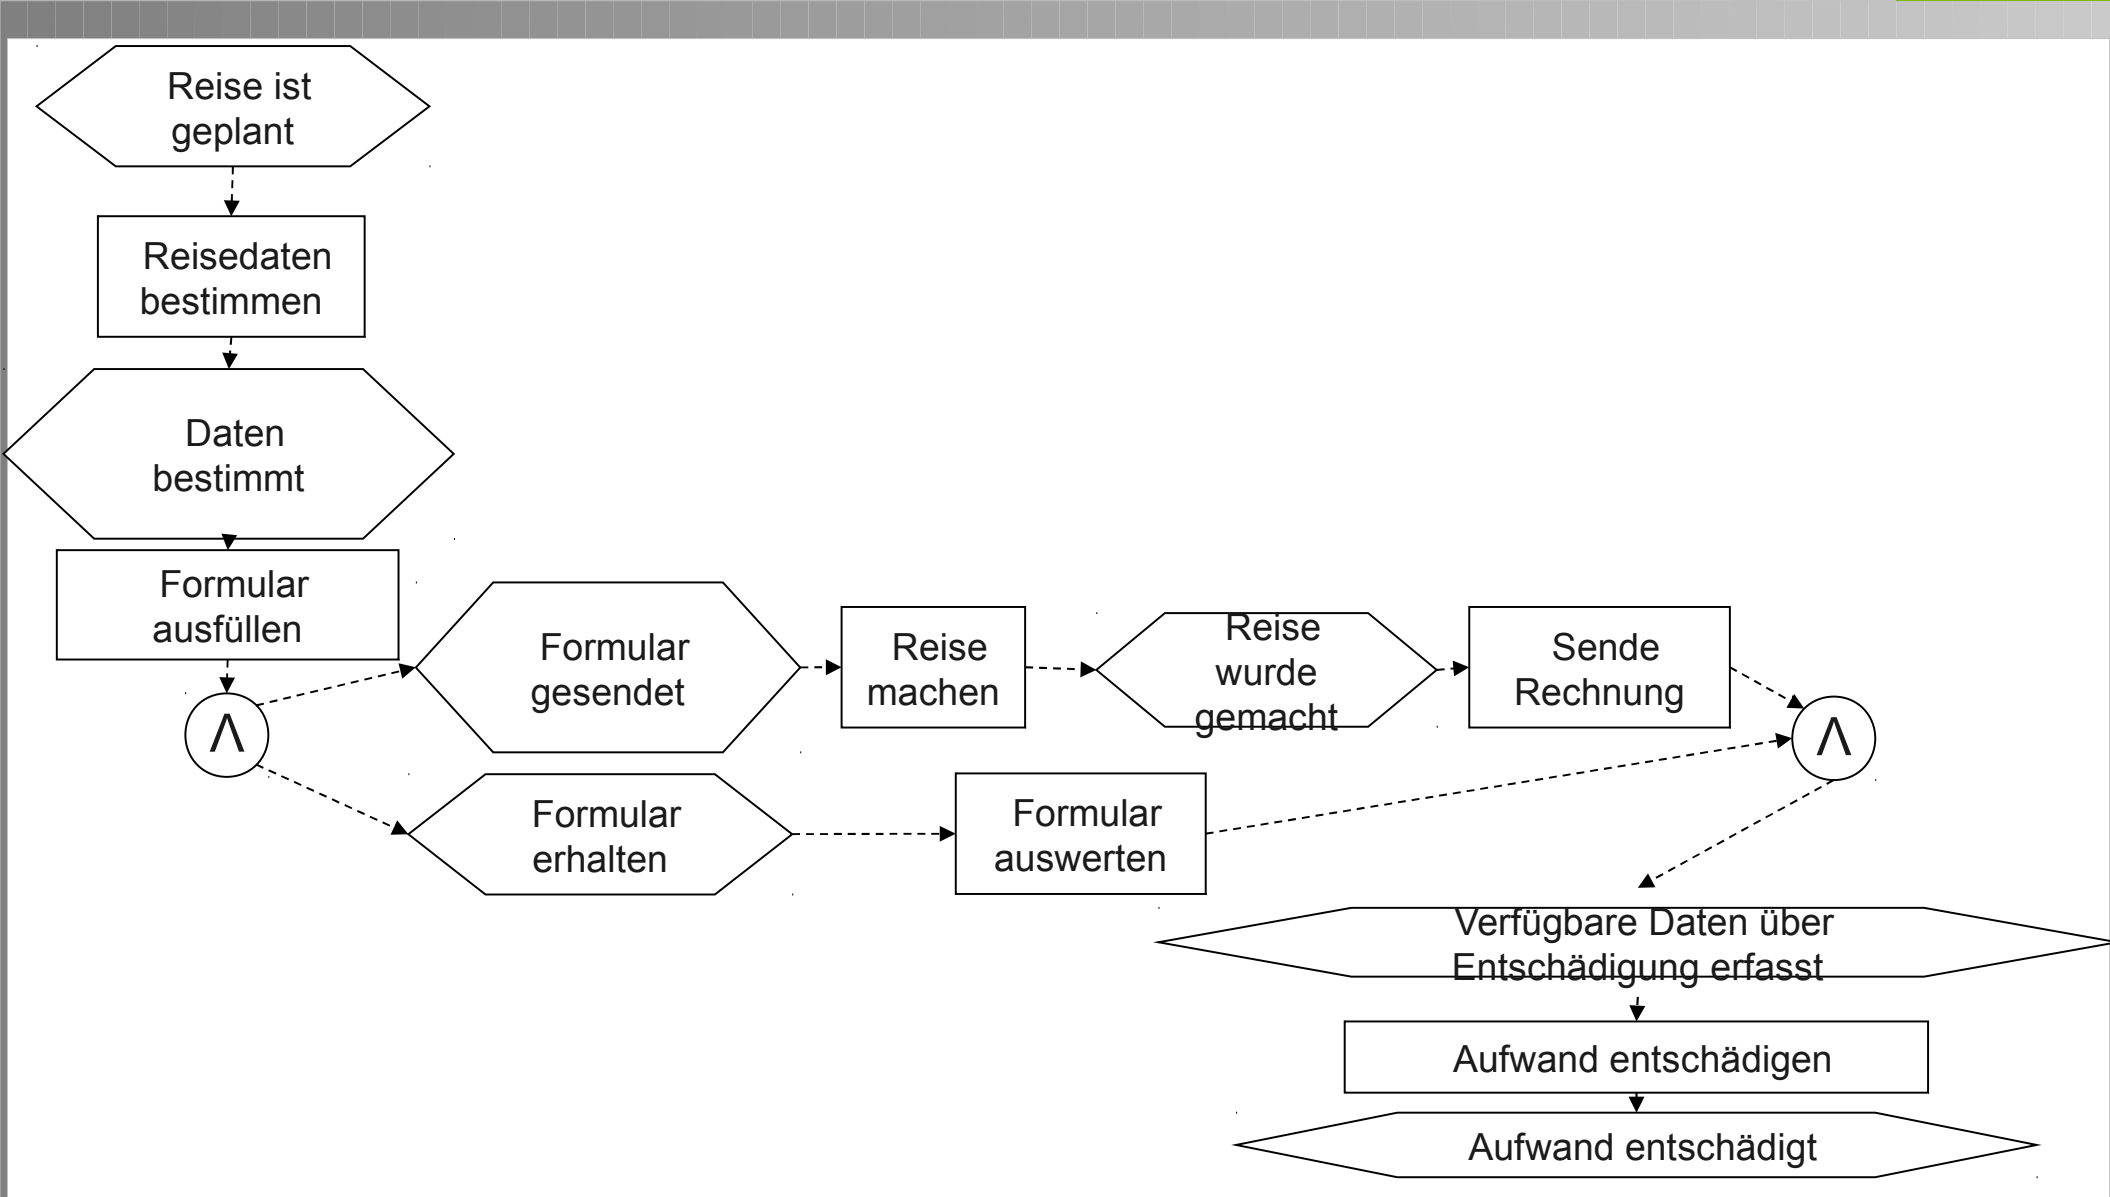 Reise ist
geplant
Reisedaten
bestimmen
Daten
bestimmt
Formular
ausfüllen
Λ
Formular
gesendet
Reise
machen
Reise
wurde
gemacht
Sende
Rechnung
Λ
Formular
erhalten
Formular
auswerten
Verfügbare Daten über
Entschädigung erfasst
Aufwand entschädigen
Aufwand entschädigt